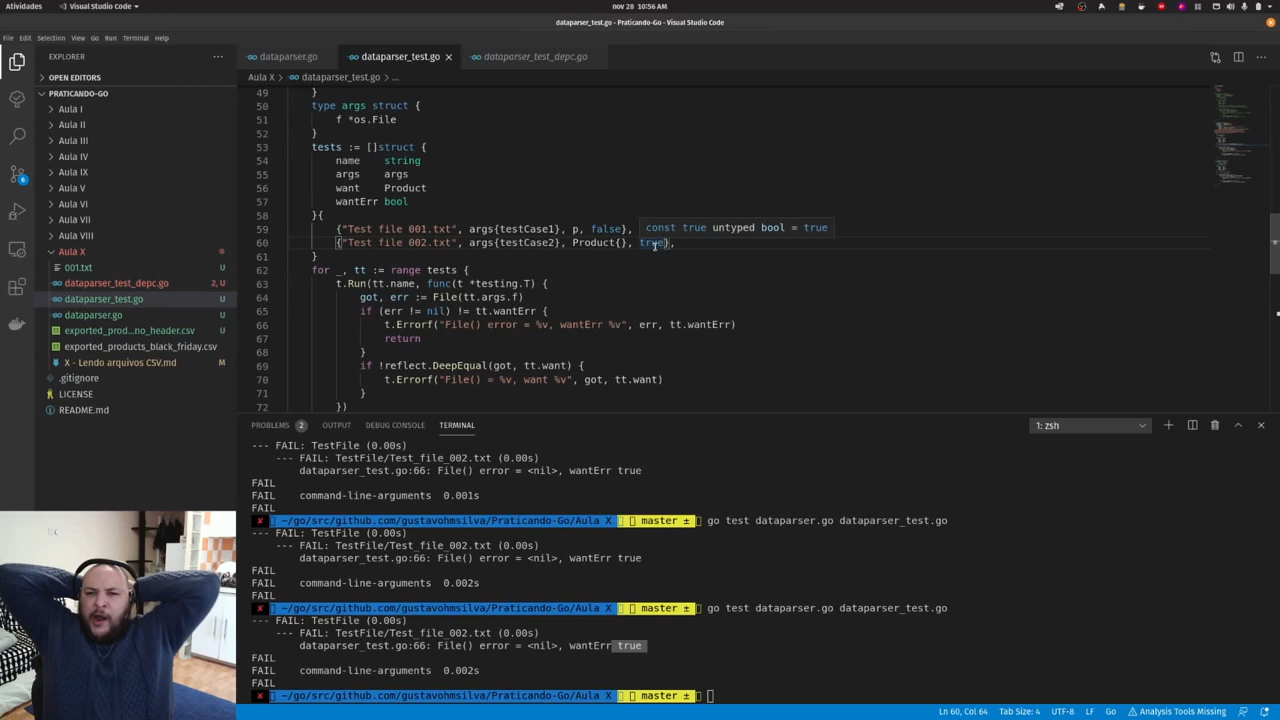 Atividades
Visual Studio Code
nov 28 10:56 AM
dataparser_test.go - Praticando-Go - Visual Studio Code
File Edit Selection View Go Run Terminal Help
EXPLORER
dataparser.go
dataparser_test.go
dataparser_test_depc.go
OPEN EDITORS
Aula X > dataparser_test.go > ...
PRATICANDO-GO
Aula I
Aula II
Aula III
Aula IV
Aula IX
Aula V
Aula VI
Aula VII
Aula VIII
Aula X
001.txt U
dataparser_test_depc.go 2, U
dataparser_test.go U
dataparser.go U
exported_prod...no_header.csv U
exported_products_black_friday.csv U
X - Lendo arquivos CSV.md U
.gitignore
LICENSE
README.md
49 }
50 type args struct {
51 f *os.File
52 }
53 tests := []struct {
54 name string
55 args args
56 want Product
57 wantErr bool
58 }{
59 {"Test file 001.txt", args{testCase1}, p, false},
const true untyped bool = true
60 {"Test file 002.txt", args{testCase2}, Product{}, true},
61 }
62 for _, tt := range tests {
63 t.Run(tt.name, func(t *testing.T) {
64 got, err := File(tt.args.f)
65 if (err != nil) != tt.wantErr {
66 t.Errorf("File() error = %v, wantErr %v", err, tt.wantErr)
67 return
68 }
69 if !reflect.DeepEqual(got, tt.want) {
70 t.Errorf("File() = %v, want %v", got, tt.want)
71 }
72 })
PROBLEMS 2 OUTPUT DEBUG CONSOLE TERMINAL
1: zsh
--- FAIL: TestFile (0.00s)
--- FAIL: TestFile/Test_file_002.txt (0.00s)
dataparser_test.go:66: File() error = <nil>, wantErr true
FAIL
FAIL command-line-arguments 0.001s
FAIL
~/go/src/github.com/gustavohmsilva/Praticando-Go/Aula X master ± go test dataparser.go dataparser_test.go
--- FAIL: TestFile (0.00s)
--- FAIL: TestFile/Test_file_002.txt (0.00s)
dataparser_test.go:66: File() error = <nil>, wantErr true
FAIL
FAIL command-line-arguments 0.002s
FAIL
~/go/src/github.com/gustavohmsilva/Praticando-Go/Aula X master ± go test dataparser.go dataparser_test.go
--- FAIL: TestFile (0.00s)
--- FAIL: TestFile/Test_file_002.txt (0.00s)
dataparser_test.go:66: File() error = <nil>, wantErr true
FAIL
FAIL command-line-arguments 0.002s
FAIL
~/go/src/github.com/gustavohmsilva/Praticando-Go/Aula X master ±
Ln 60, Col 64 Tab Size: 4 UTF-8 LF Go Analysis Tools Missing